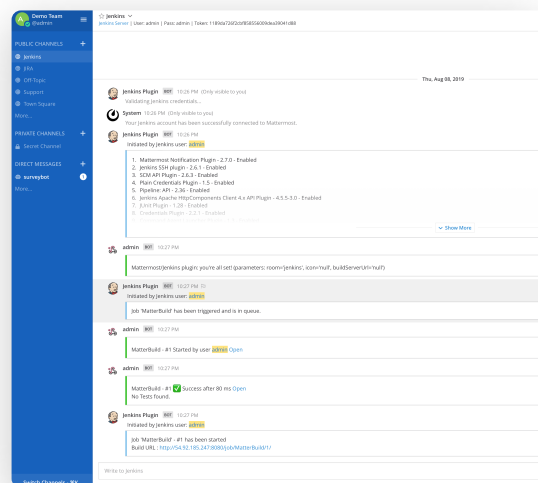 Demo Team
@admin
PUBLIC CHANNELS +
Jenkins
JIRA
Off-Topic
Support
Town Square
More...
PRIVATE CHANNELS +
Secret Channel
DIRECT MESSAGES +
surveybot 1
More...
Switch Channels - ⌘K
Jenkins
Jenkins Server | User: admin | Pass: admin | Token:
Thu, Aug 08, 2019
Jenkins Plugin BOT 10:26 PM (Only visible to you)
Validating Jenkins credentials...
System 10:26 PM (Only visible to you)
Your Jenkins account has been successfully connected to Mattermost.
Jenkins Plugin BOT 10:26 PM
Initiated by Jenkins user: admin
1. Mattermost Notification Plugin - 2.7.0 - Enabled
2. Jenkins SSH plugin - 2.6.1 - Enabled
3. SCM API Plugin - 2.6.3 - Enabled
4. Plain Credentials Plugin - 1.5 - Enabled
5. Pipeline: API - 2.36 - Enabled
6. Jenkins Apache HttpComponents Client 4.x API Plugin - 4.5.5-3.0 - Enabled
7. JUnit Plugin - 1.28 - Enabled
8. Credentials Plugin - 2.2.1 - Enabled
Show More
admin BOT 10:27 PM
Mattermost/Jenkins plugin: you're all set! (parameters: room='jenkins', icon='null', buildServerUrl='null')
Jenkins Plugin BOT 10:27 PM
Initiated by Jenkins user: admin
Job 'MatterBuild' has been triggered and is in queue.
admin BOT 10:27 PM
MatterBuild - #1 Started by user admin Open
admin BOT 10:27 PM
MatterBuild - #1 ✅ Success after 80 ms Open
No Tests found.
Jenkins Plugin BOT 10:27 PM
Initiated by Jenkins user: admin
Job 'MatterBuild' - #1 has been started
Build URL : http://54.92.185.247:8080/job/MatterBuild/1/
Write to Jenkins